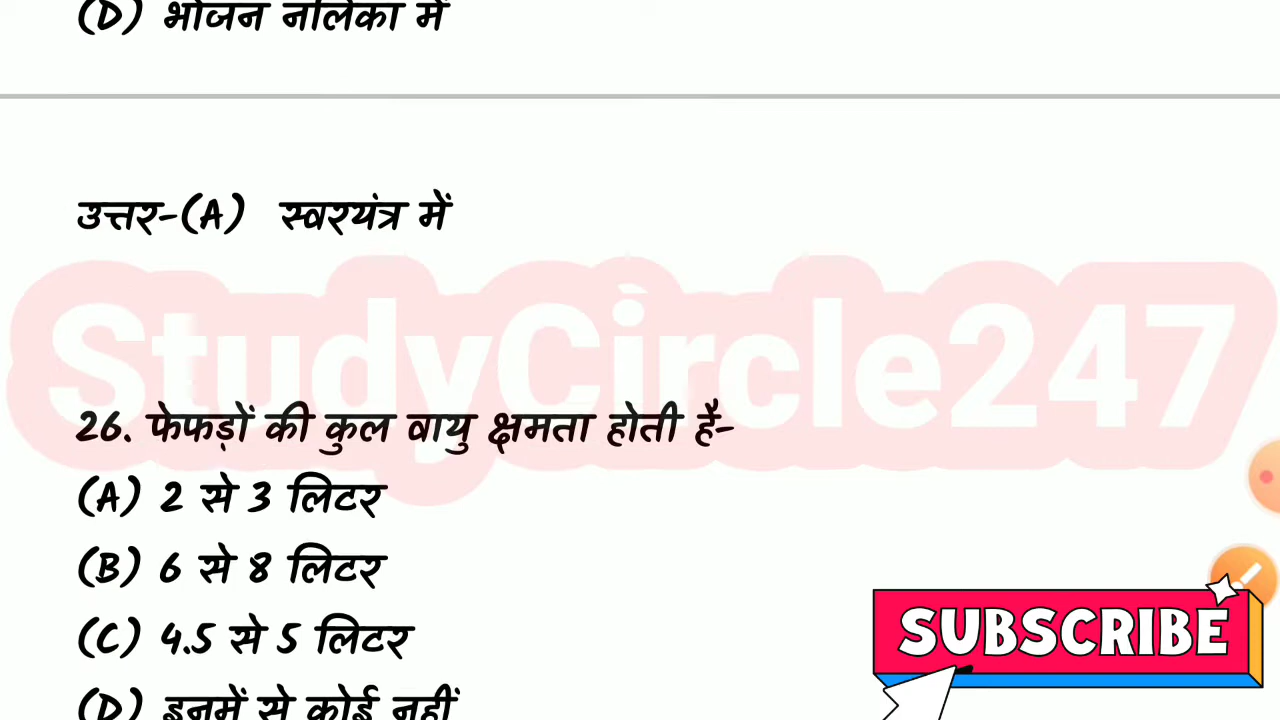 (D) भोजन नलिका में
उत्तर-(A) स्वरयंत्र में
StudyCircle247
26. फेफड़ों की कुल वायु क्षमता होती है-
(A) 2 से 3 लिटर
(B) 6 से 8 लिटर
(C) 4.5 से 5 लिटर
(D) इनमें से कोई नहीं
SUBSCRIBE